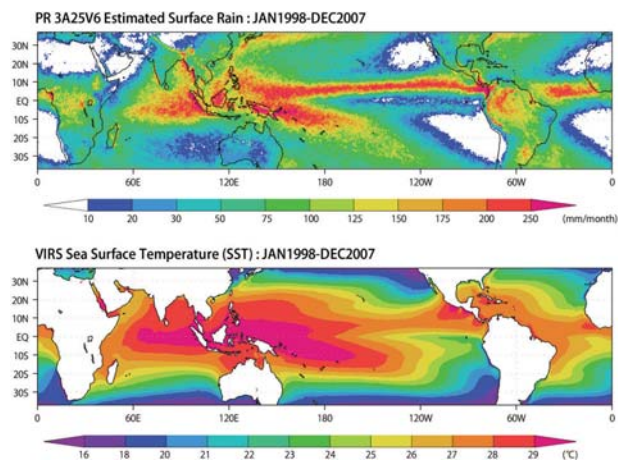 PR 3A25V6 Estimated Surface Rain : JAN1998-DEC2007
30N
20N
10N
EQ
10S
20S
30S
0 60E 120E 180 120W 60W 0
10 20 30 50 75 100 125 150 175 200 250 (mm/month)
VIRS Sea Surface Temperature (SST) : JAN1998-DEC2007
30N
20N
10N
EQ
10S
20S
30S
0 60E 120E 180 120W 60W 0
16 18 20 21 22 23 24 25 26 27 28 29 (℃)